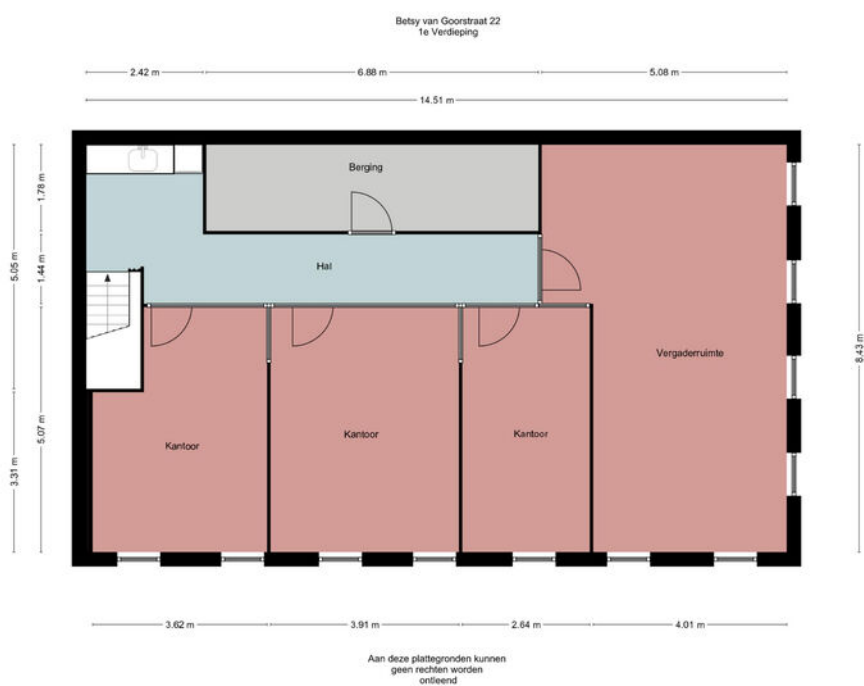 Betsy van Goorstraat 22
1e Verdieping
2.42 m
6.88 m
5.08 m
14.51 m
Berging
1.78 m
5.05 m
1.44 m
Hal
8.43 m
Vergaderruimte
Kantoor
Kantoor
Kantoor
5.07 m
3.31 m
3.62 m
3.91 m
2.64 m
4.01 m
Aan deze plattegronden kunnen
geen rechten worden
ontleend